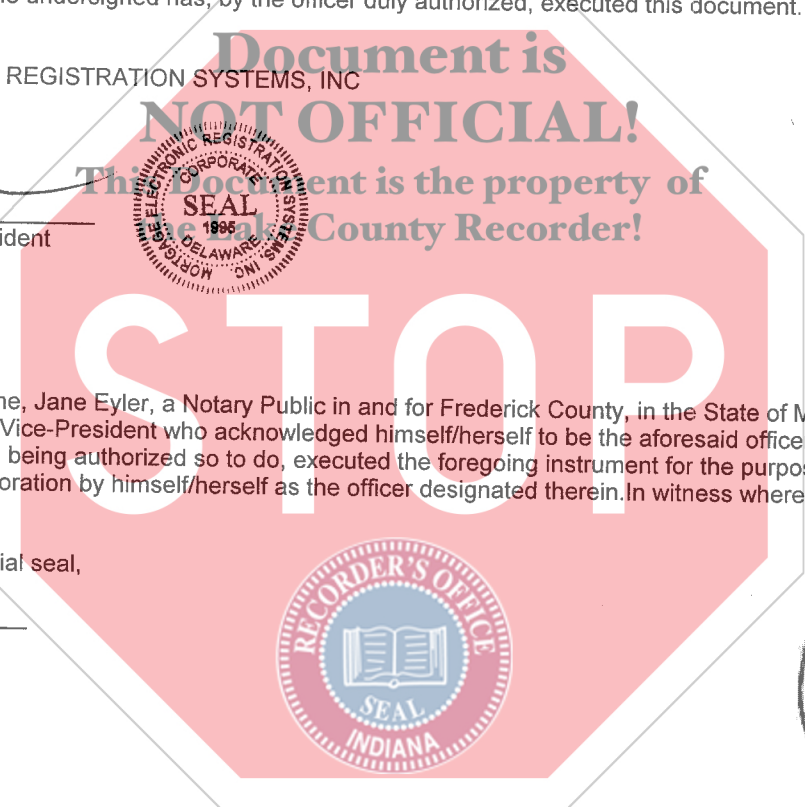 undersigned has, by the officer duly authorized, executed this document.
Document is
REGISTRATION SYSTEMS, INC
NOT OFFICIAL!
This Document is the property of
the Lake County Recorder!
MORTGAGE ELECTRONIC REGISTRATION SYSTEMS, INC.
CORPORATE
SEAL
1995
DELAWARE
ident
STOP
ne, Jane Eyler, a Notary Public in and for Frederick County, in the State of M
Vice-President who acknowledged himself/herself to be the aforesaid office
being authorized so to do, executed the foregoing instrument for the purpos
oration by himself/herself as the officer designated therein.In witness where
ial seal,
RECORDER'S OFFICE
SEAL
INDIANA